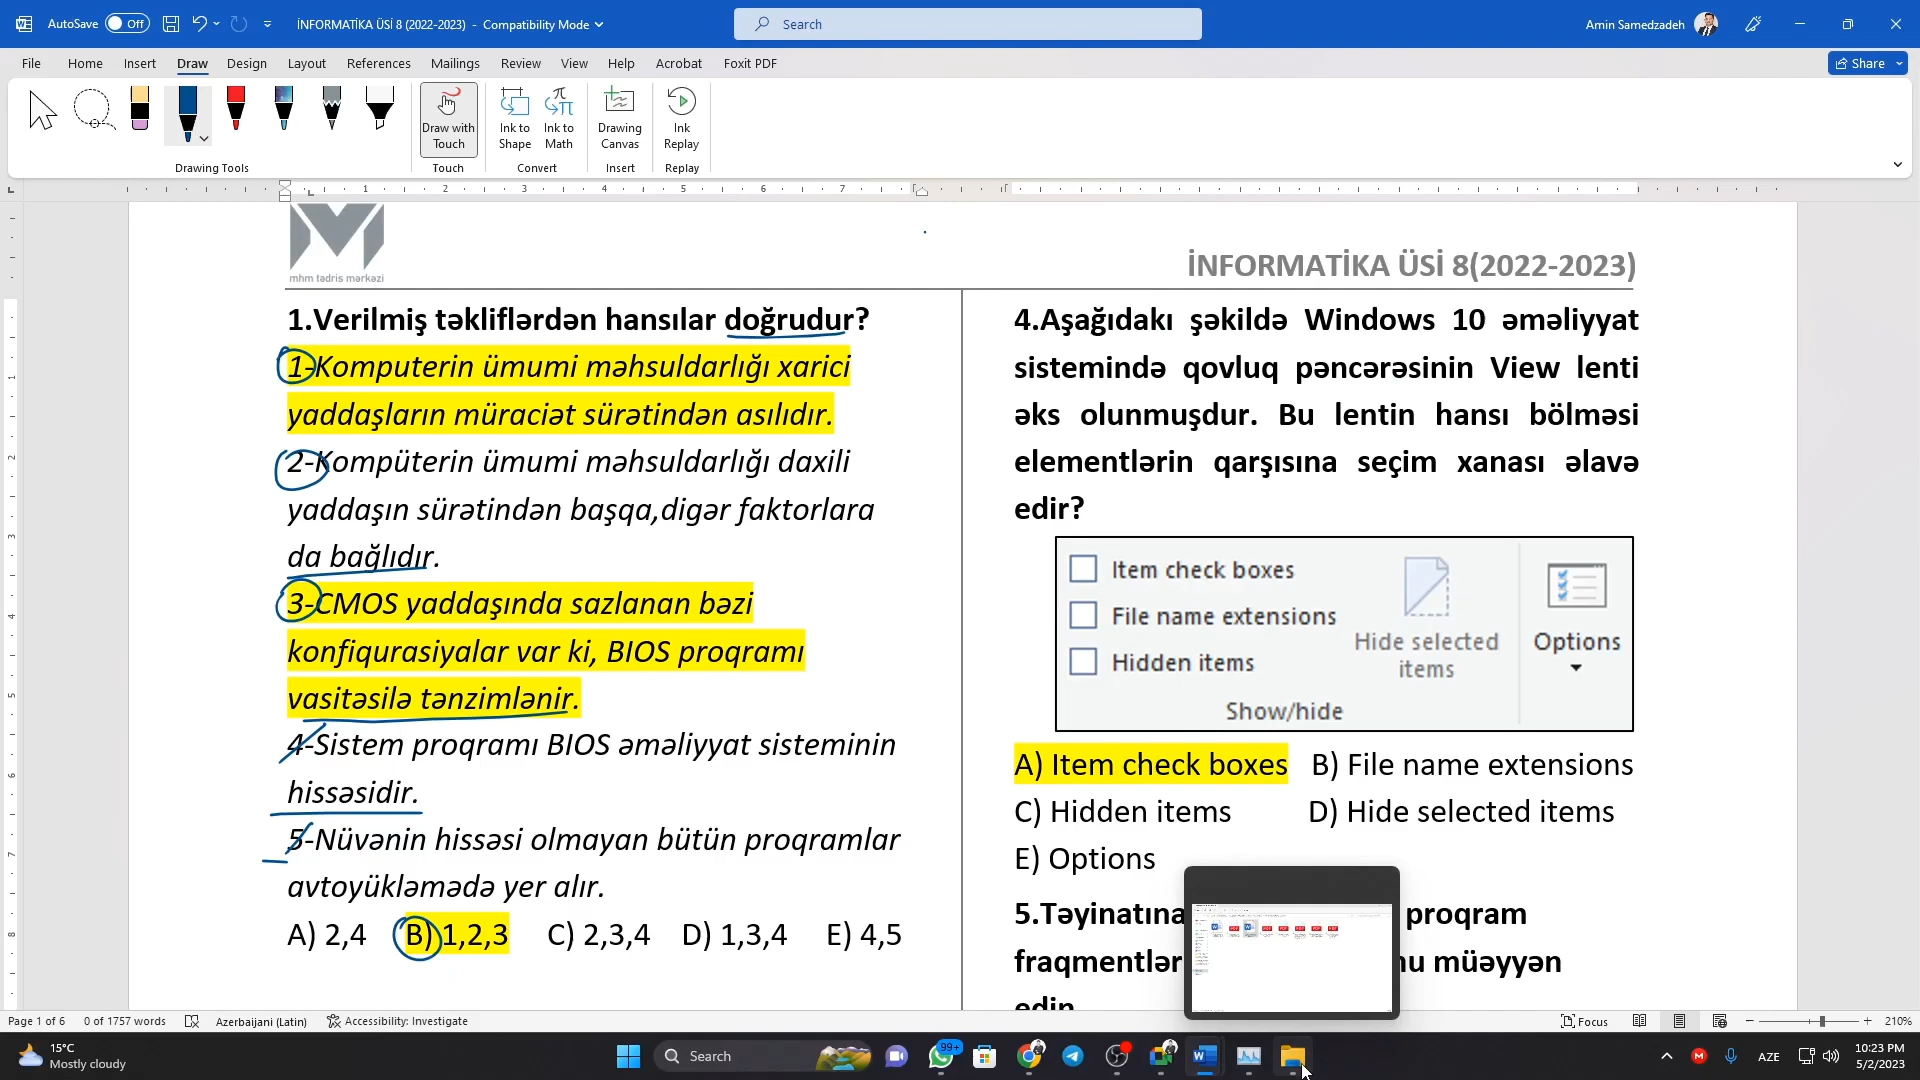 AutoSave Off İNFORMATİKA ÜSİ 8 (2022-2023) - Compatibility Mode Search Amin Samedzadeh
File Home Insert Draw Design Layout References Mailings Review View Help Acrobat Foxit PDF Share
Draw with Touch
Ink to Shape
Ink to Math
Drawing Canvas
Ink Replay
Drawing Tools Touch Convert Insert Replay
1 2 3 4 5 6 7
mhm tədris mərkəzi
İNFORMATİKA ÜSİ 8(2022-2023)
1.Verilmiş təkliflərdən hansılar doğrudur?
1-Komputerin ümumi məhsuldarlığı xarici
yaddaşların müraciət sürətindən asılıdır.
2-Kompüterin ümumi məhsuldarlığı daxili
yaddaşın sürətindən başqa,digər faktorlara
da bağlıdır.
3-CMOS yaddaşında sazlanan bəzi
konfiqurasiyalar var ki, BIOS proqramı
vasitəsilə tənzimlənir.
4-Sistem proqramı BIOS əməliyyat sisteminin
hissəsidir.
5-Nüvənin hissəsi olmayan bütün proqramlar
avtoyükləmədə yer alır.
A) 2,4 B) 1,2,3 C) 2,3,4 D) 1,3,4 E) 4,5
4.Aşağıdakı şəkildə Windows 10 əməliyyat
sistemində qovluq pəncərəsinin View lenti
əks olunmuşdur. Bu lentin hansı bölməsi
elementlərin qarşısına seçim xanası əlavə
edir?
Item check boxes
File name extensions
Hidden items
Hide selected
items
Options
Show/hide
A) Item check boxes B) File name extensions
C) Hidden items D) Hide selected items
E) Options
5.Təyinatına proqram
fraqmentlər nu müəyyən
edin
Page 1 of 6 0 of 1757 words Azerbaijani (Latin) Accessibility: Investigate Focus 210%
15°C
Mostly cloudy
Search
99+
AZE
10:23 PM
5/2/2023